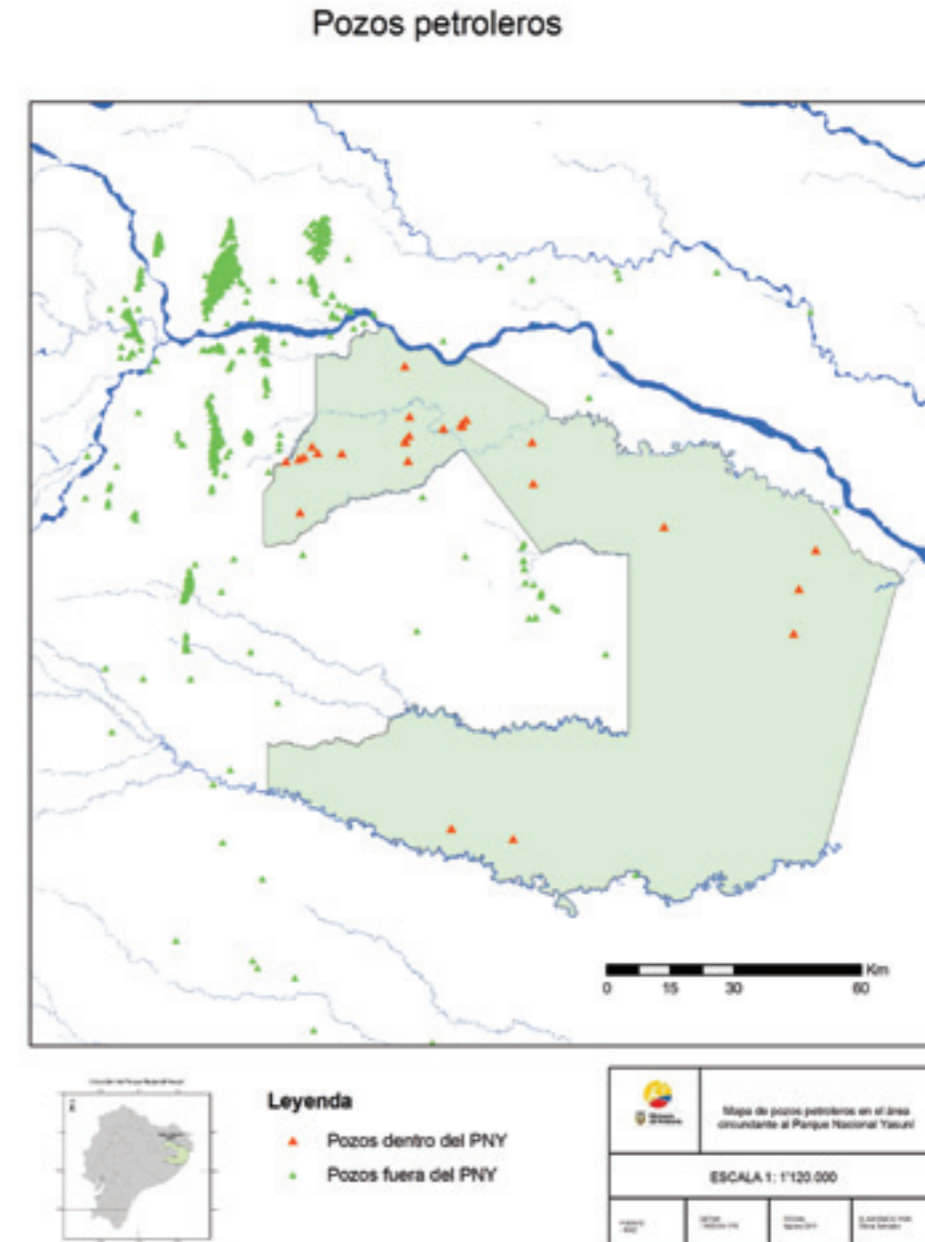 Pozos petroleros
Km
0 15 30 60
Leyenda
Pozos dentro del PNY
Pozos fuera del PNY
Mapa de pozos petroleros en el área
circundante al Parque Nacional Yasuní
ESCALA 1: 1'120.000